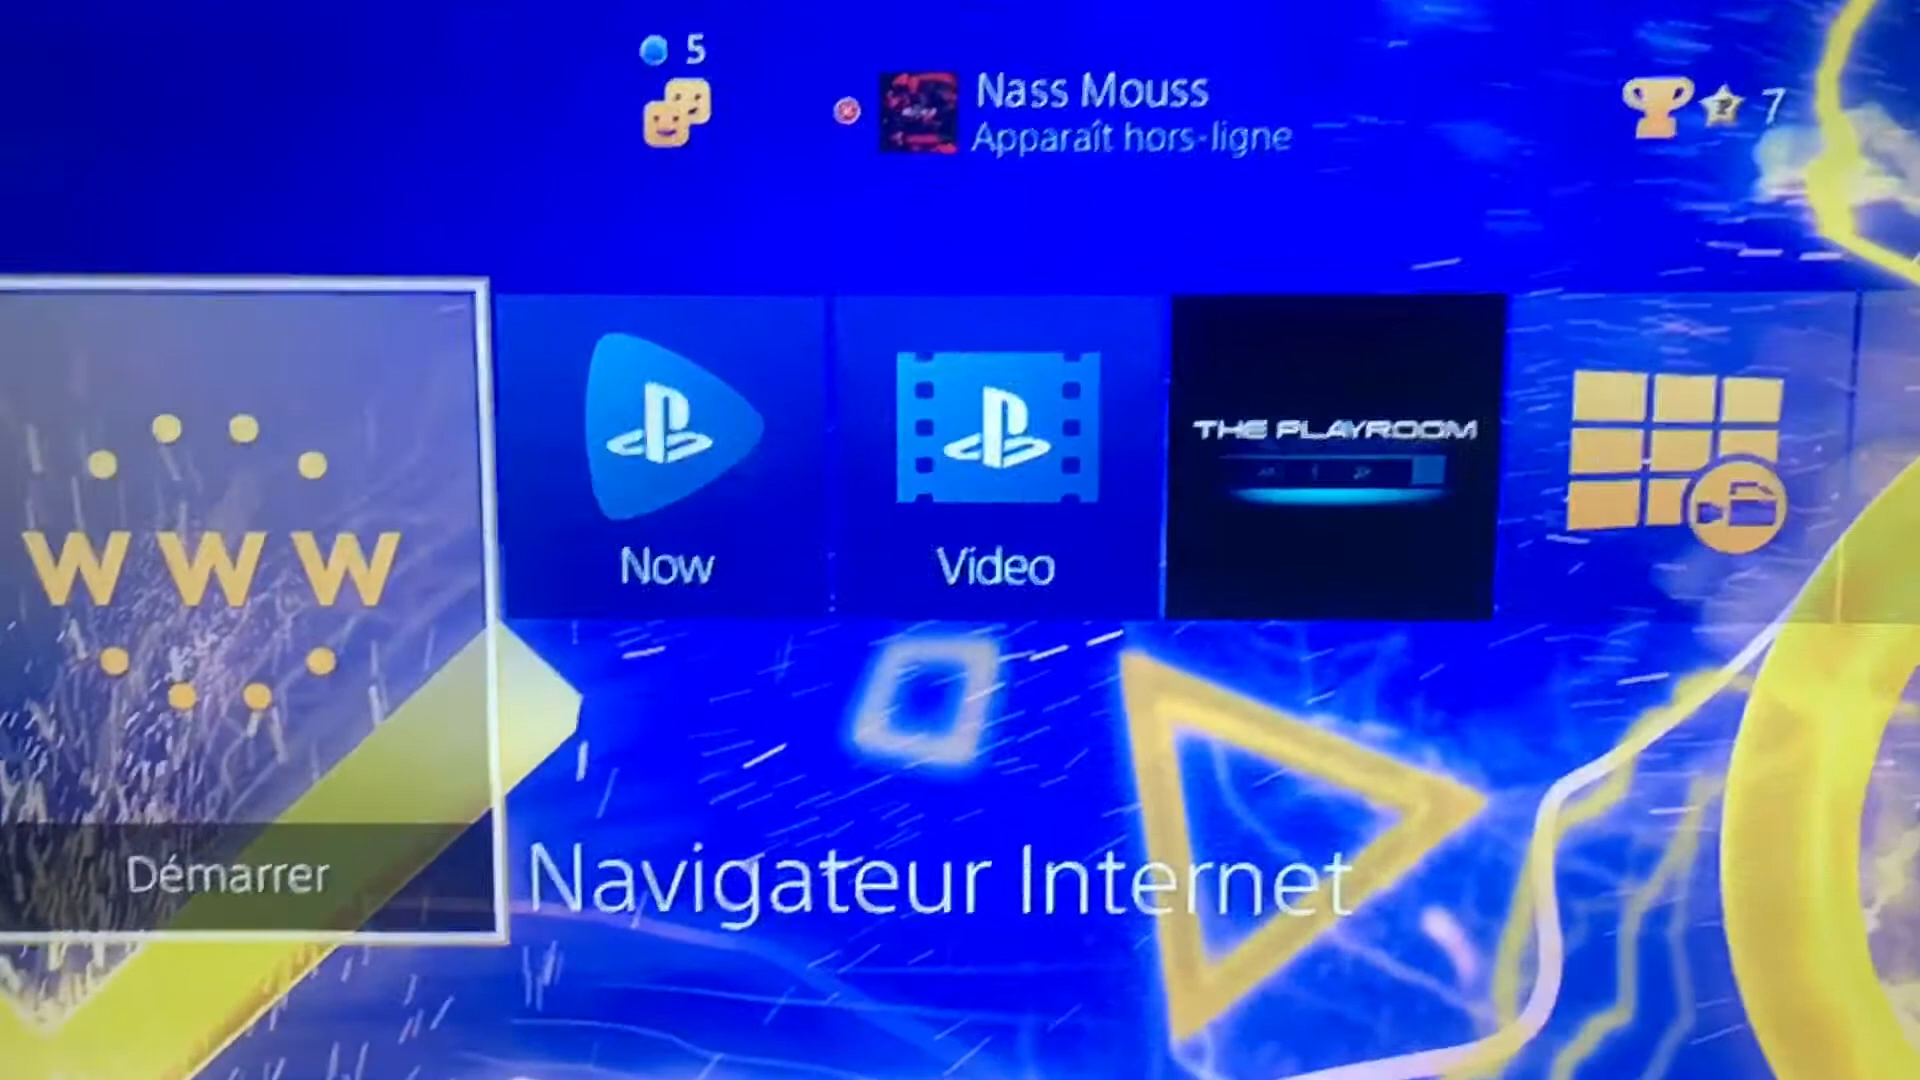 5
Nass Mouss
Apparaît hors-ligne
7
WWW
Now
Video
THE PLAYROOM
Démarrer
Navigateur Internet